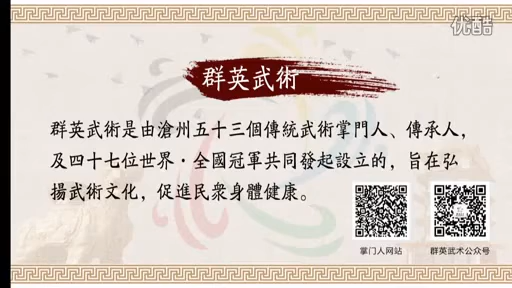 优酷
群英武術
群英武術是由滄州五十三個傳統武術掌門人、傳承人，
及四十七位世界·全國冠軍共同發起設立的，旨在弘
揚武術文化，促進民衆身體健康。
掌门人网站
群英武术公众号